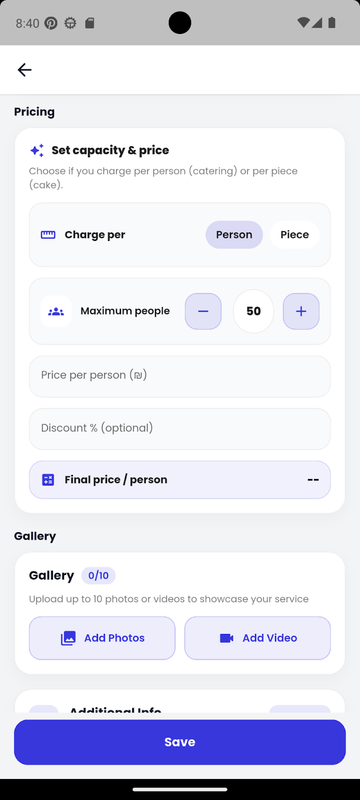 8:40
Pricing
Set capacity & price
Choose if you charge per person (catering) or per piece
(cake).
Charge per
Person
Piece
Maximum people
−
50
+
Price per person (₪)
Discount % (optional)
Final price / person
--
Gallery
Gallery
0/10
Upload up to 10 photos or videos to showcase your service
Add Photos
Add Video
Additional Info
Save